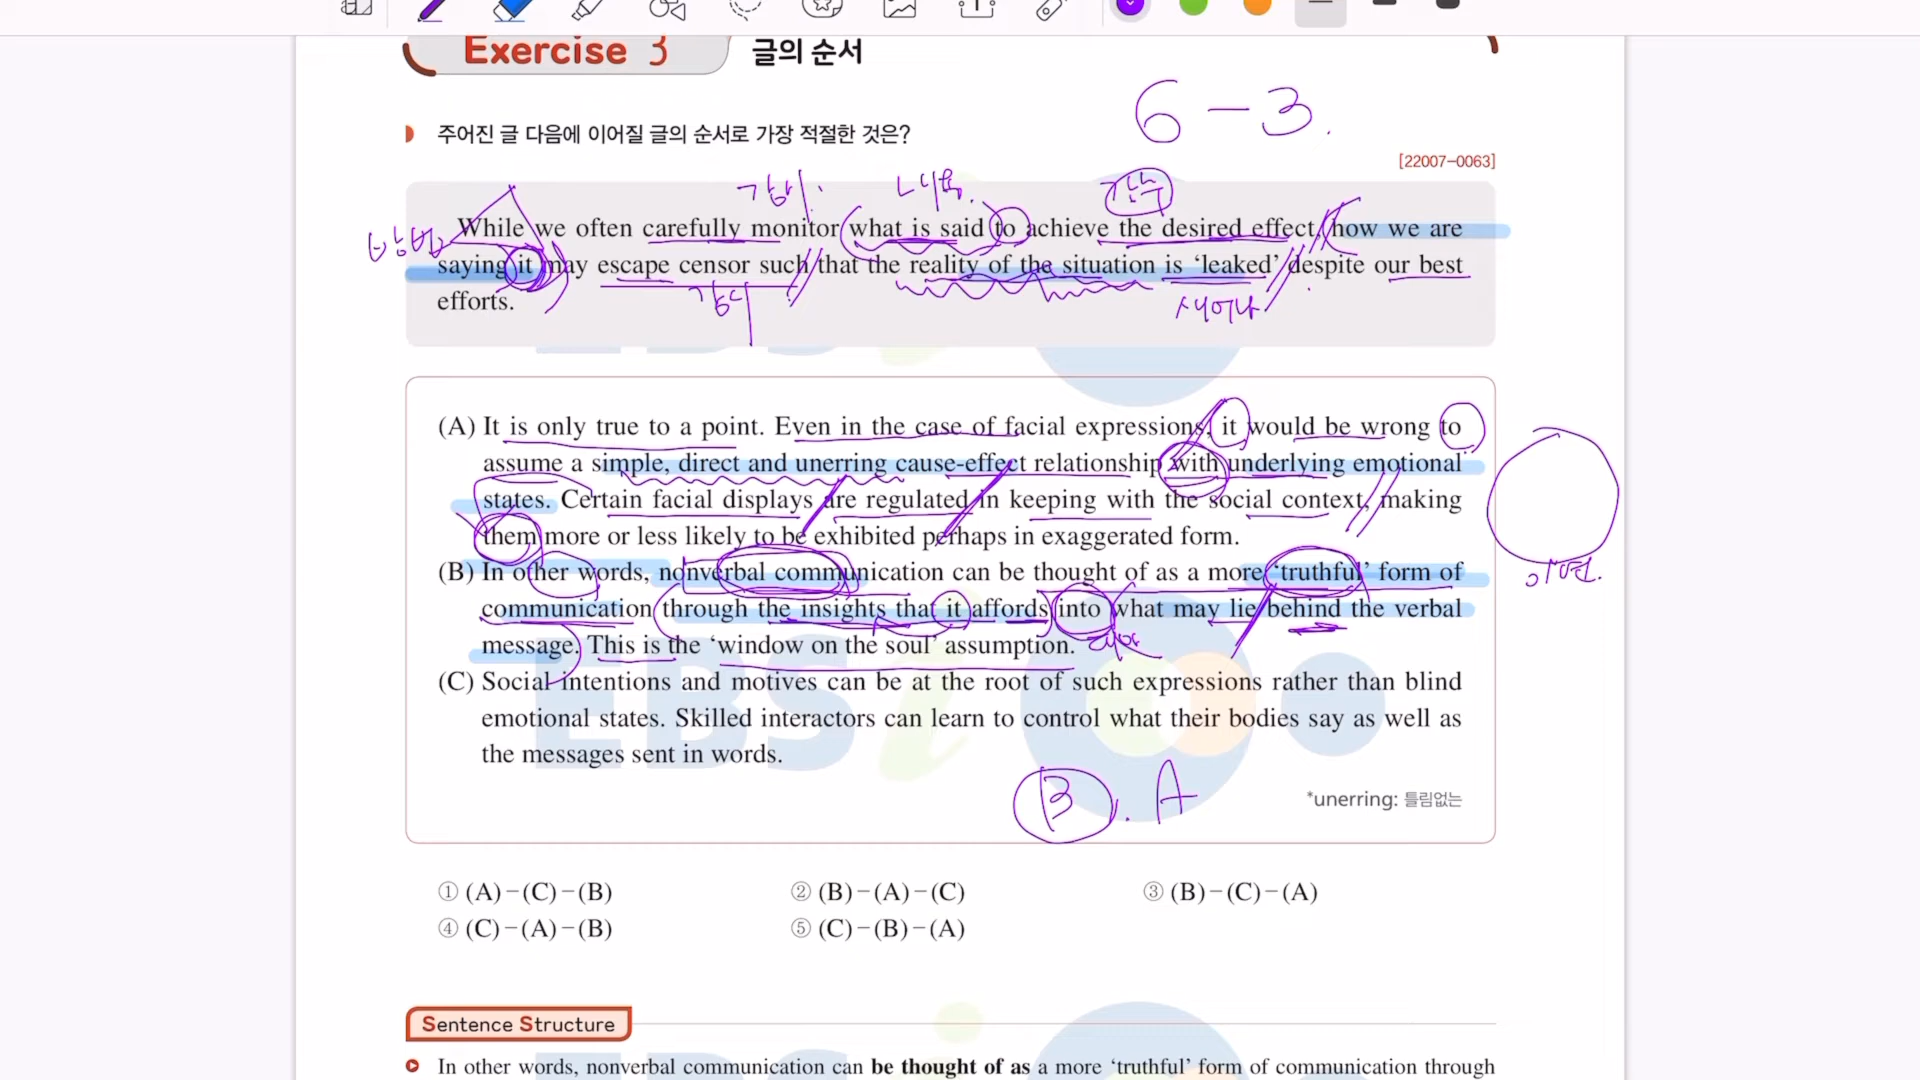 Exercise 3 글의 순서
6-3.
주어진 글 다음에 이어질 글의 순서로 가장 적절한 것은?
[22007-0063]
While we often carefully monitor what is said to achieve the desired effect, how we are
방법
saying it may escape censor such that the reality of the situation is ‘leaked’ despite our best
efforts.
새어나
(A) It is only true to a point. Even in the case of facial expressions, it would be wrong to
assume a simple, direct and unerring cause-effect relationship with underlying emotional
states. Certain facial displays are regulated in keeping with the social context, making
them more or less likely to be exhibited perhaps in exaggerated form.
(B) In other words, nonverbal communication can be thought of as a more ‘truthful’ form of
이면.
communication through the insights that it affords into what may lie behind the verbal
message. This is the ‘window on the soul’ assumption.
(C) Social intentions and motives can be at the root of such expressions rather than blind
emotional states. Skilled interactors can learn to control what their bodies say as well as
the messages sent in words.
B. A
*unerring: 틀림없는
① (A)-(C)-(B) ② (B)-(A)-(C) ③ (B)-(C)-(A)
④ (C)-(A)-(B) ⑤ (C)-(B)-(A)
Sentence Structure
In other words, nonverbal communication can be thought of as a more ‘truthful’ form of communication through